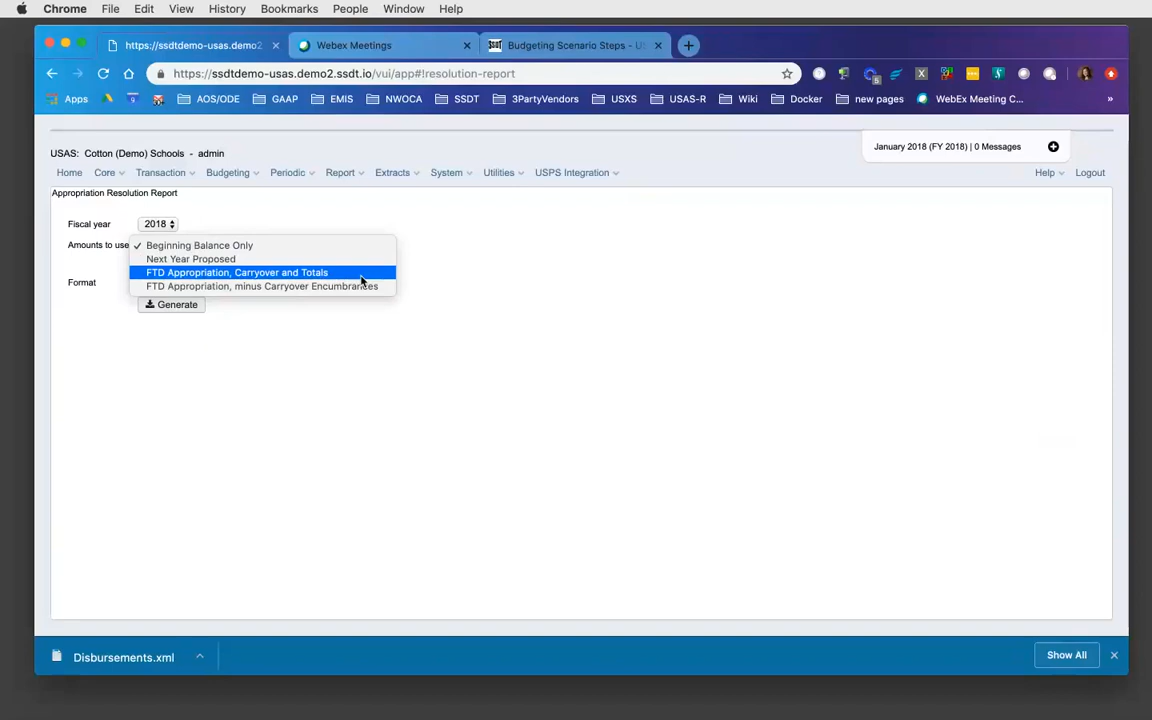 Chrome File Edit View History Bookmarks People Window Help
https://ssdtdemo-usas.demo2 Webex Meetings Budgeting Scenario Steps - U
https://ssdtdemo-usas.demo2.ssdt.io/vui/app#!resolution-report
Apps AOS/ODE GAAP EMIS NWOCA SSDT 3PartyVendors USXS USAS-R Wiki Docker new pages WebEx Meeting C...
USAS: Cotton (Demo) Schools - admin
January 2018 (FY 2018) | 0 Messages
Home Core Transaction Budgeting Periodic Report Extracts System Utilities USPS Integration Help Logout
Appropriation Resolution Report
Fiscal year 2018
Amounts to use ✓ Beginning Balance Only
Next Year Proposed
FTD Appropriation, Carryover and Totals
FTD Appropriation, minus Carryover Encumbrances
Format
Generate
Disbursements.xml
Show All